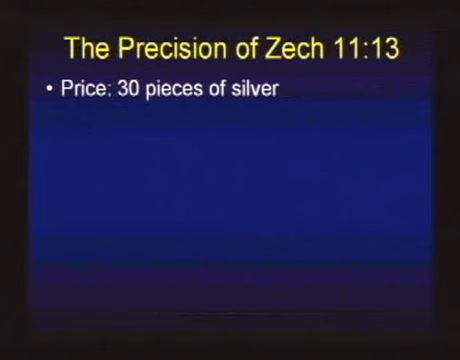 The Precision of Zech 11:13
• Price: 30 pieces of silver